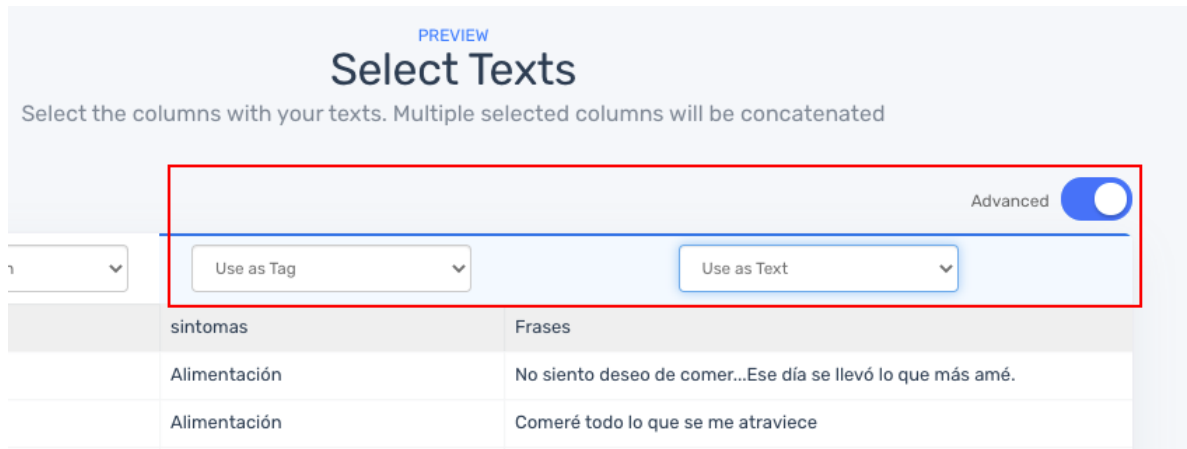 PREVIEW
Select Texts
Select the columns with your texts. Multiple selected columns will be concatenated
Advanced
Use as Tag Use as Text
sintomas Frases
Alimentación No siento deseo de comer...Ese día se llevó lo que más amé.
Alimentación Comeré todo lo que se me atraviece